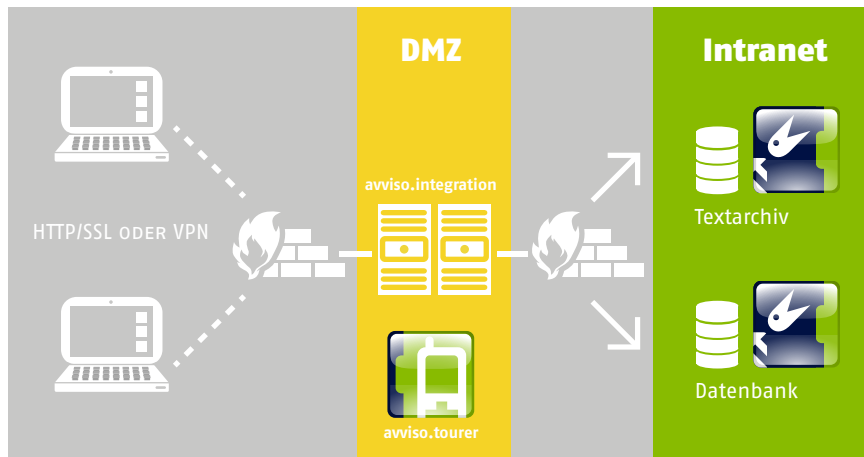 DMZ
Intranet
avviso.integration
HTTP/SSL ODER VPN
Textarchiv
Datenbank
avviso.tourer